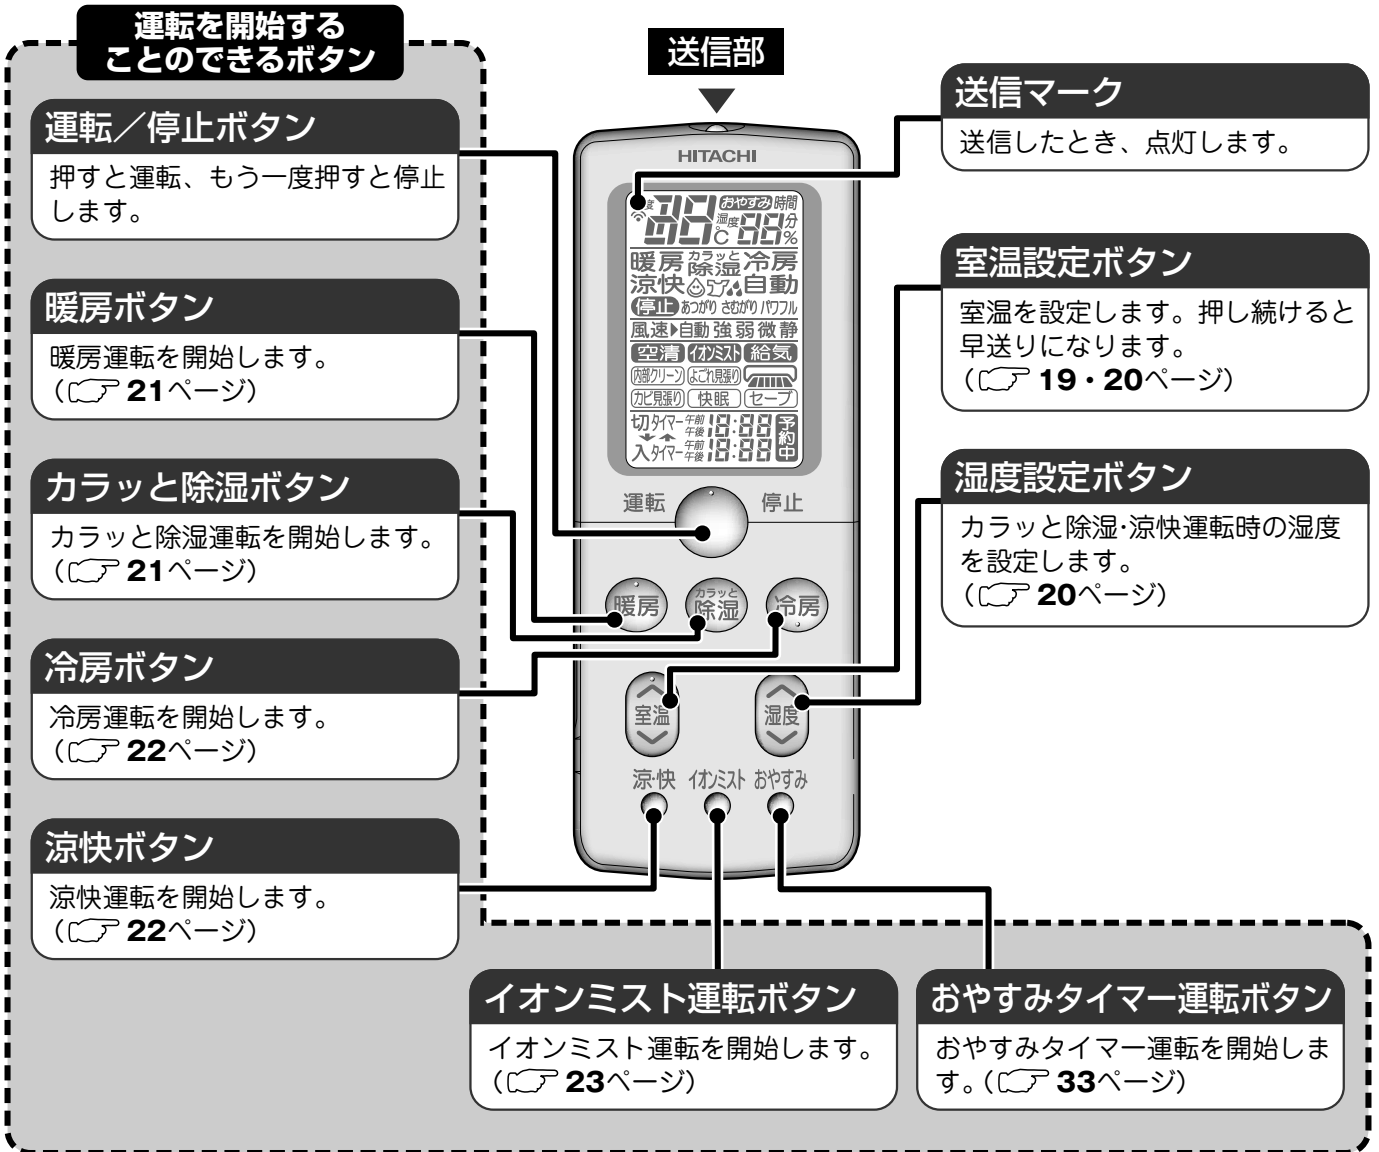 運転を開始する
ことのできるボタン
運転／停止ボタン
押すと運転、もう一度押すと停止
します。
暖房ボタン
暖房運転を開始します。
（☞ 21ページ）
カラッと除湿ボタン
カラッと除湿運転を開始します。
（☞ 21ページ）
冷房ボタン
冷房運転を開始します。
（☞ 22ページ）
涼快ボタン
涼快運転を開始します。
（☞ 22ページ）
送信部
HITACHI
度 88 おやすみ 時間
℃ 湿度 88 分 %
暖房 カラッと除湿 冷房
涼快 自動
停止 あつがり さむがり パワフル
風速▶自動 強 弱 微 静
空清 イオンミスト 給気
内部クリーン よごれ見張り
カビ見張り 快眠 セーブ
切タイマー 午前 午後 18:88 予約中
入タイマー 午前 午後 18:88
運転 停止
暖房 カラッと除湿 冷房
室温 湿度
涼・快 イオンミスト おやすみ
送信マーク
送信したとき、点灯します。
室温設定ボタン
室温を設定します。押し続けると
早送りになります。
（☞ 19・20ページ）
湿度設定ボタン
カラッと除湿・涼快運転時の湿度
を設定します。
（☞ 20ページ）
イオンミスト運転ボタン
イオンミスト運転を開始します。
（☞ 23ページ）
おやすみタイマー運転ボタン
おやすみタイマー運転を開始しま
す。（☞ 33ページ）